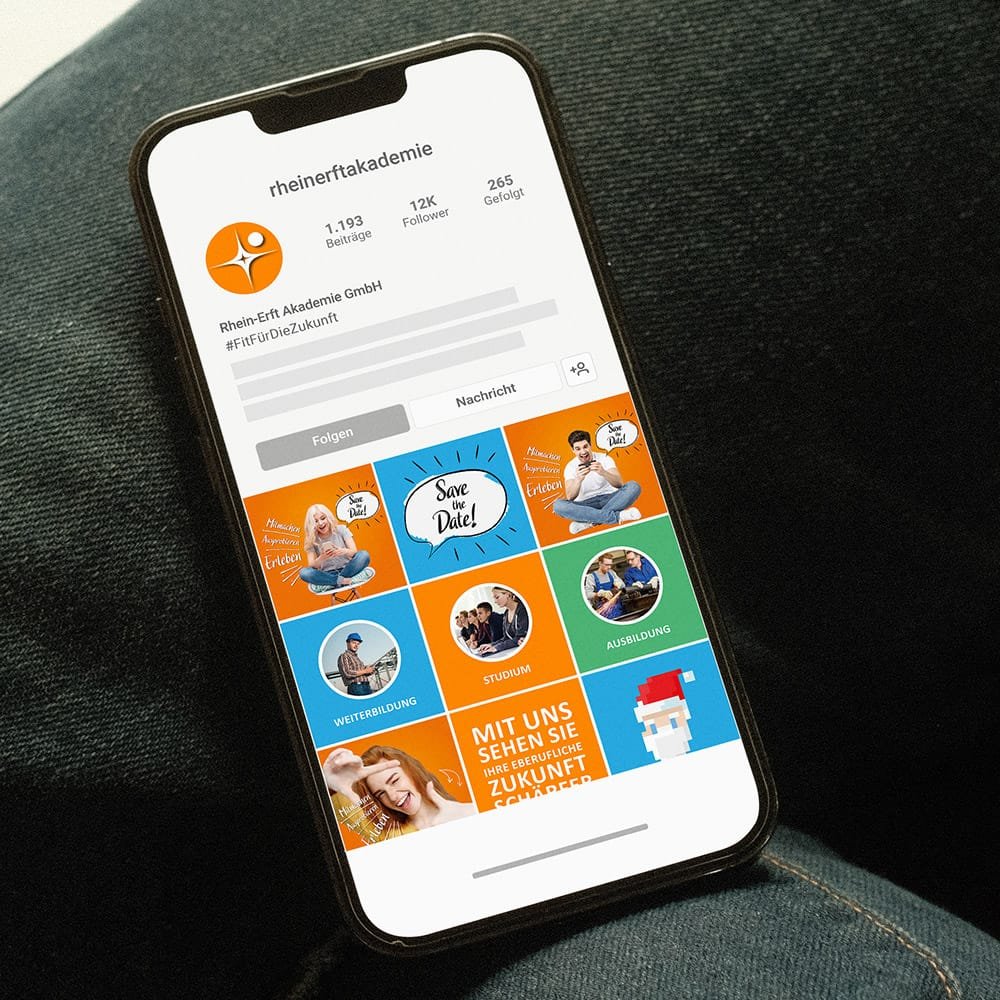 rheinerftakademie
1.193
Beiträge
12K
Follower
265
Gefolgt
Rhein-Erft Akademie GmbH
#FitFürDieZukunft
Folgen
Nachricht
Mitmachen
Ausprobieren
Erleben
Save
the
Date!
Save
the
Date!
Mitmachen
Ausprobieren
Erleben
Save
the
Date!
WEITERBILDUNG
STUDIUM
AUSBILDUNG
Mitmachen
Ausprobieren
Erleben
MIT UNS
SEHEN SIE
IHRE EBERUFLICHE
ZUKUNFT
SCHÄRFER